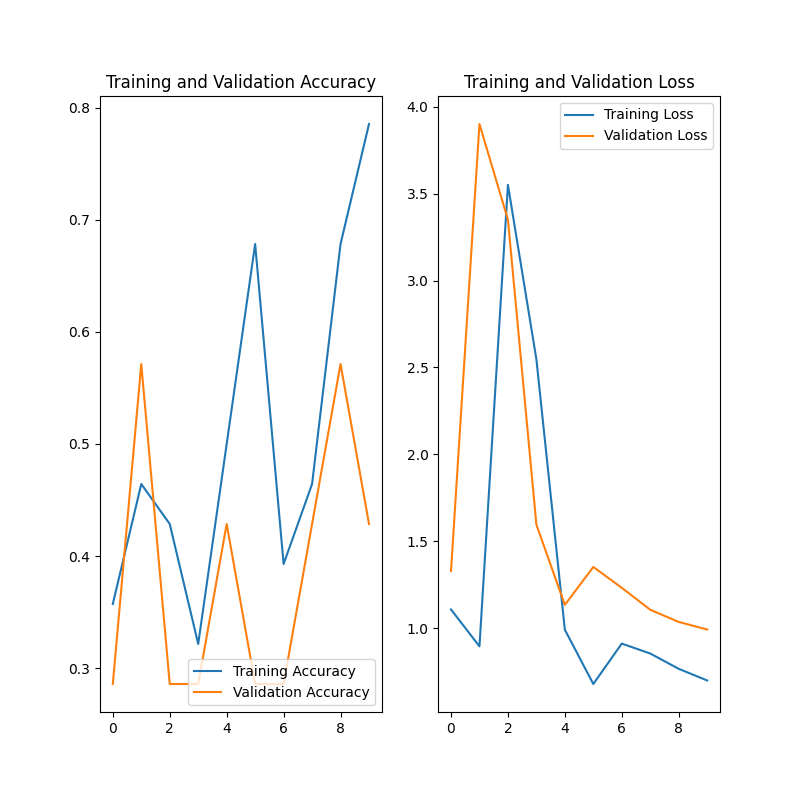 Training and Validation Accuracy
0.8
0.7
0.6
0.5
0.4
0.3
0 2 4 6 8
Training Accuracy
Validation Accuracy
Training and Validation Loss
4.0
3.5
3.0
2.5
2.0
1.5
1.0
0 2 4 6 8
Training Loss
Validation Loss